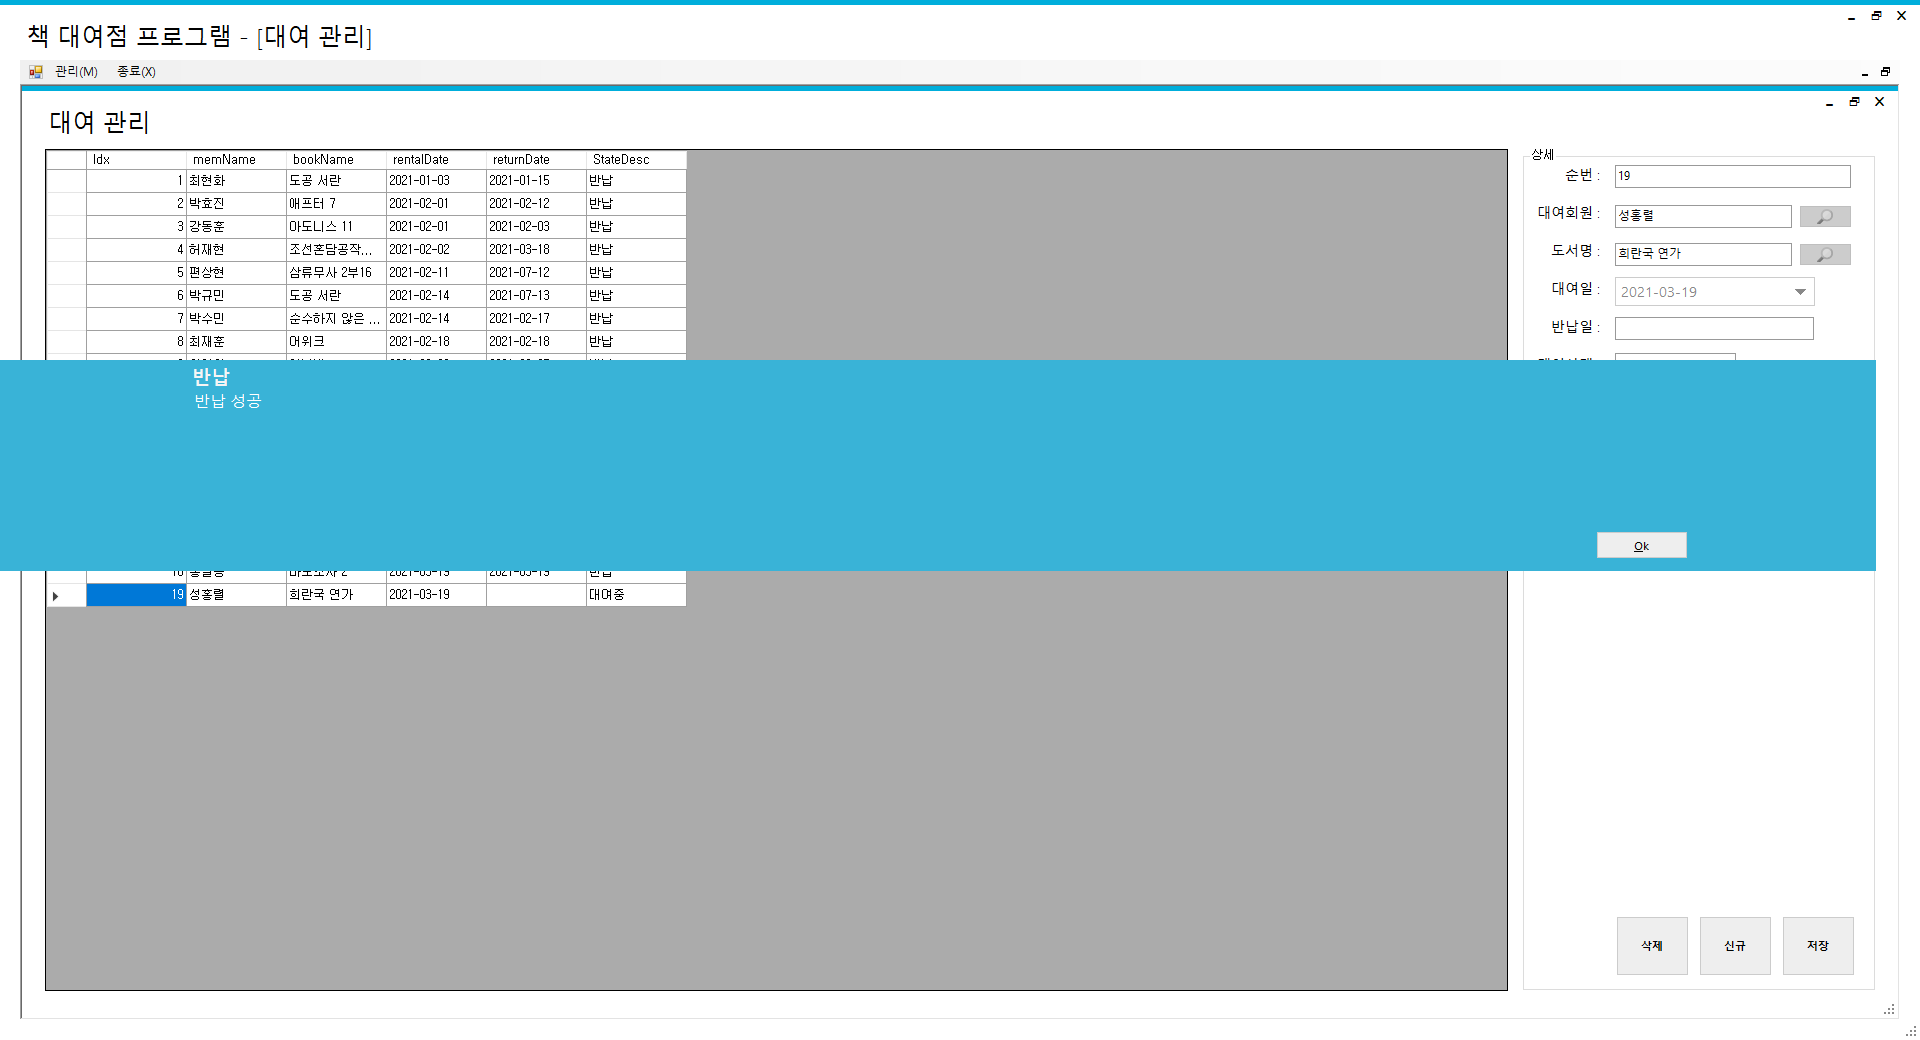 책 대여점 프로그램 - [대여 관리]
관리(M) 종료(X)
대여 관리
Idx memName bookName rentalDate returnDate StateDesc
1 최현화 도공 서란 2021-01-03 2021-01-15 반납
2 박효진 애프터 7 2021-02-01 2021-02-12 반납
3 강동훈 아도니스 11 2021-02-01 2021-02-03 반납
4 허재현 조선혼담공작... 2021-02-02 2021-03-18 반납
5 편상현 삼류무사 2부16 2021-02-11 2021-07-12 반납
6 박규민 도공 서란 2021-02-14 2021-07-13 반납
7 박수민 순수하지 않은 ... 2021-02-14 2021-02-17 반납
8 최재훈 어위크 2021-02-18 2021-02-18 반납
19 성홍렬 희란국 연가 2021-03-19 대여중
상세
순번 : 19
대여회원 : 성홍렬
도서명 : 희란국 연가
대여일 : 2021-03-19
반납일 :
반납
반납 성공
Ok
삭제 신규 저장